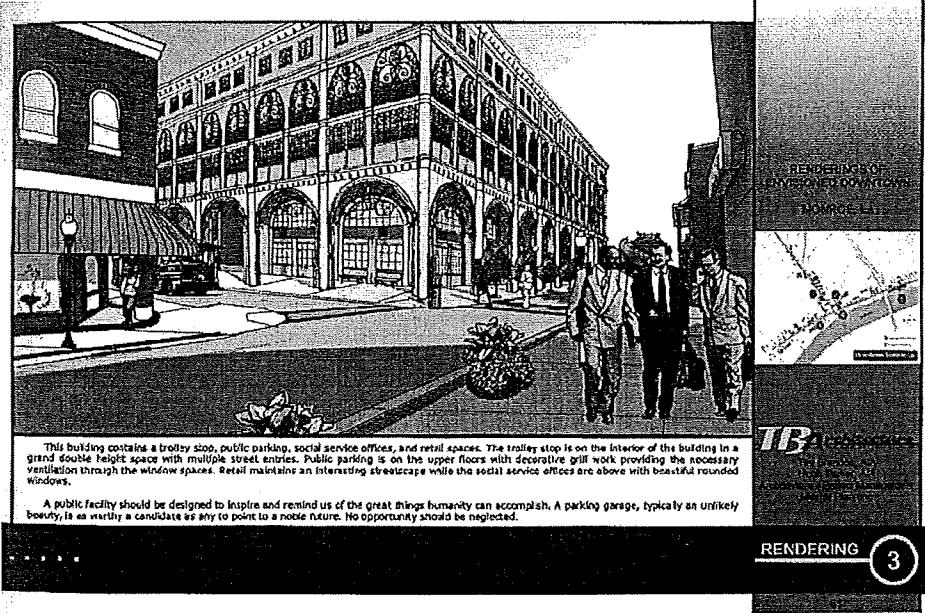 RENDERINGS OF
ENVISIONED DOWNTOWN
MONROE, LA
This building contains a trolley stop, public parking, social service offices, and retail spaces. The trolley stop is on the interior of the building in a
grand double height space with multiple street entries. Public parking is on the upper floors with decorative grill work providing the necessary
ventilation through the window spaces. Retail maintains an interesting streetscape while the social service offices are above with beautiful rounded
windows.
A public facility should be designed to inspire and remind us of the great things humanity can accomplish. A parking garage, typically an unlikely
beauty, is as worthy a candidate as any to point to a noble future. No opportunity should be neglected.
Architecture
RENDERING 3